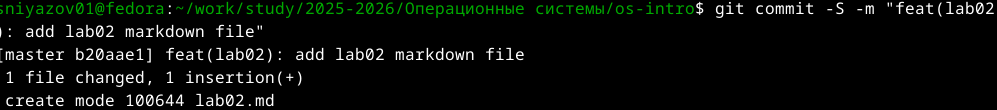 sniyazov01@fedora:~/work/study/2025-2026/Операционные системы/os-intro$ git commit -S -m "feat(lab02
): add lab02 markdown file"
[master b20aae1] feat(lab02): add lab02 markdown file
 1 file changed, 1 insertion(+)
 create mode 100644 lab02.md